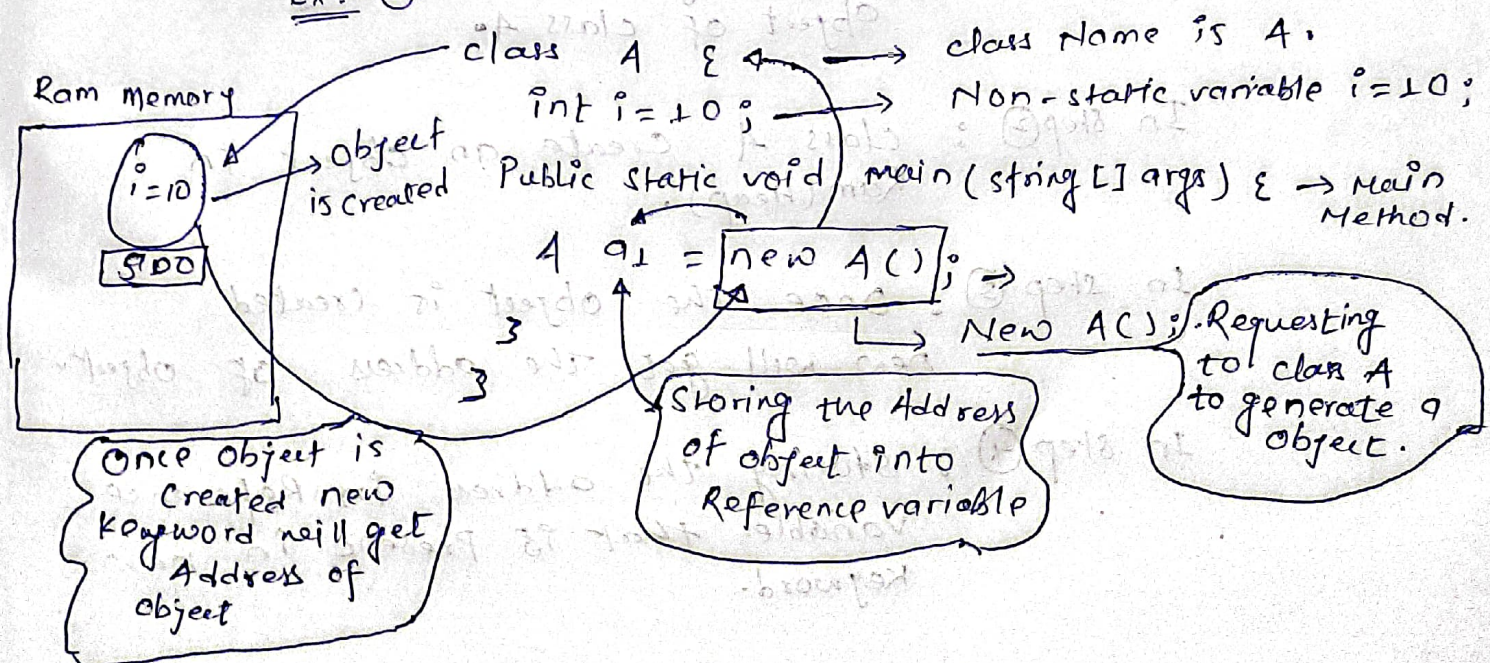 Ex:
class A {
→ class Name is A.
Ram memory
int i = 10;
→ Non-static variable i=10;
i=10
→ object
is created
Public static void main (string [] args) {
→ Main
Method.
A a1 = new A();
→
}
}
New A();
Requesting
to class A
to generate a
object.
Storing the Address
of object into
Reference variable
Once object is
Created new
keyword will get
Address of
object